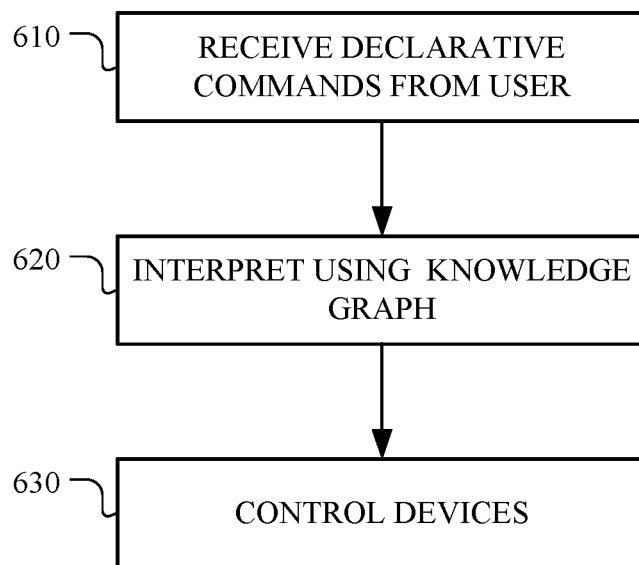 610
RECEIVE DECLARATIVE
COMMANDS FROM USER
620
INTERPRET USING KNOWLEDGE
GRAPH
630
CONTROL DEVICES